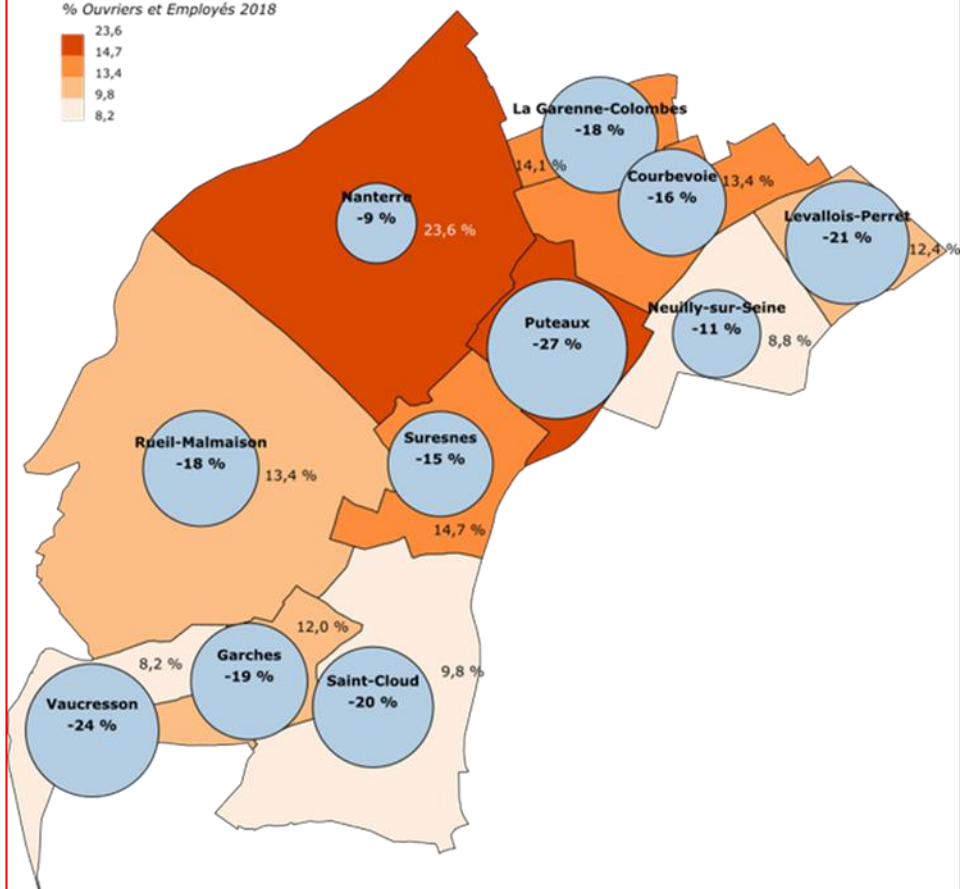 % Ouvriers et Employés 2018
23,6
14,7
13,4
9,8
8,2
La Garenne-Colombes
-18 %
14,1 %
Courbevoie
-16 %
13,4 %
Nanterre
-9 %
23,6 %
Levallois-Perret
-21 %
12,4 %
Neuilly-sur-Seine
-11 %
8,8 %
Puteaux
-27 %
Rueil-Malmaison
-18 %
13,4 %
Suresnes
-15 %
14,7 %
12,0 %
8,2 %
Garches
-19 %
Saint-Cloud
-20 %
9,8 %
Vaucresson
-24 %